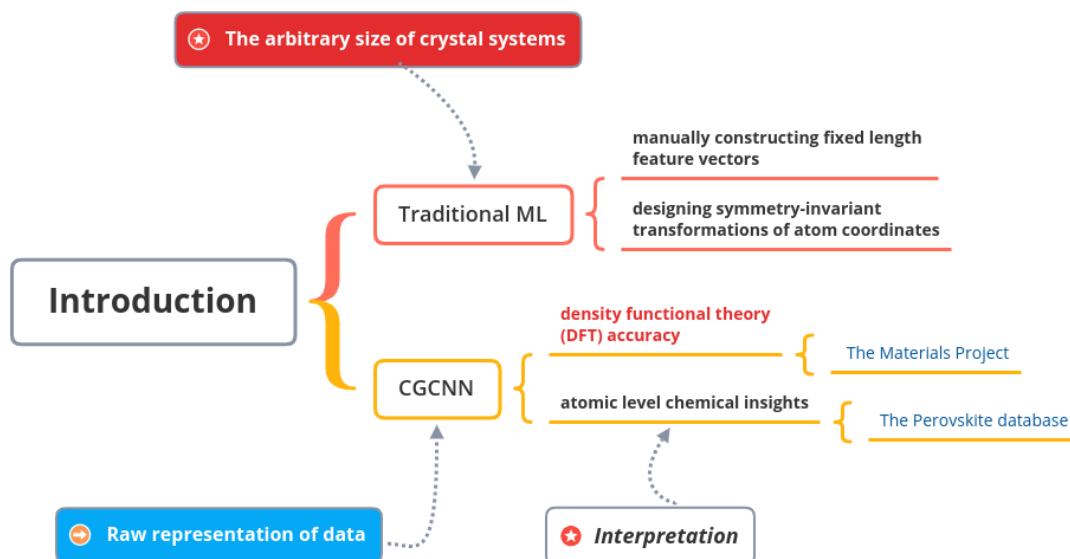 The arbitrary size of crystal systems
manually constructing fixed length
feature vectors
Traditional ML
designing symmetry-invariant
transformations of atom coordinates
Introduction
density functional theory
(DFT) accuracy
The Materials Project
CGCNN
atomic level chemical insights
The Perovskite database
Raw representation of data
Interpretation